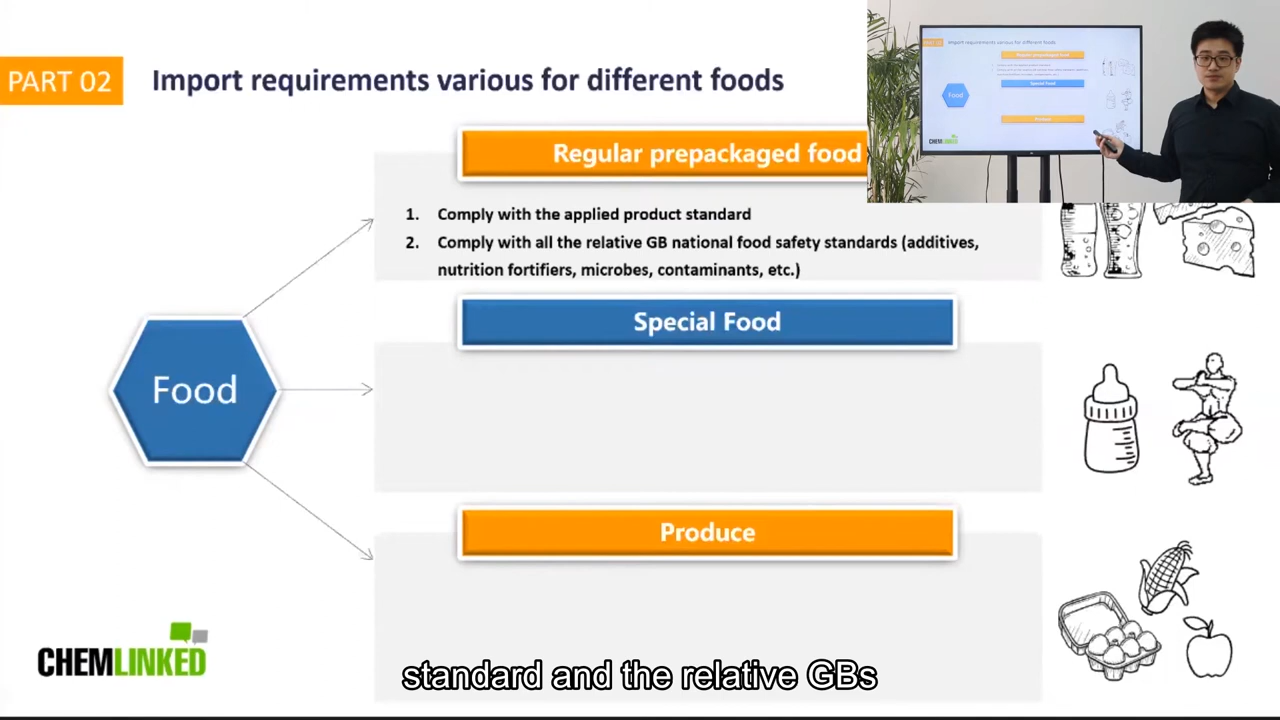 PART 02
Import requirements various for different foods
Regular prepackaged food
1. Comply with the applied product standard
2. Comply with all the relative GB national food safety standards (additives,
nutrition fortifiers, microbes, contaminants, etc.)
Special Food
Food
Produce
CHEMLINKED
standard and the relative GBs